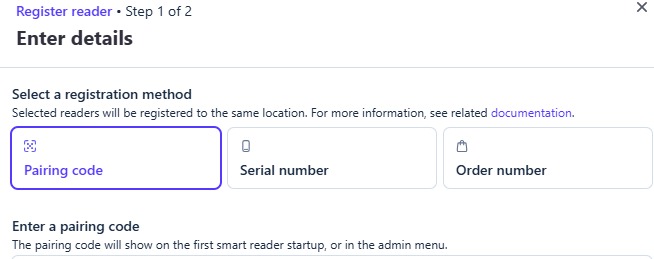 Register reader • Step 1 of 2
Enter details
Select a registration method
Selected readers will be registered to the same location. For more information, see related documentation.
Pairing code
Serial number
Order number
Enter a pairing code
The pairing code will show on the first smart reader startup, or in the admin menu.